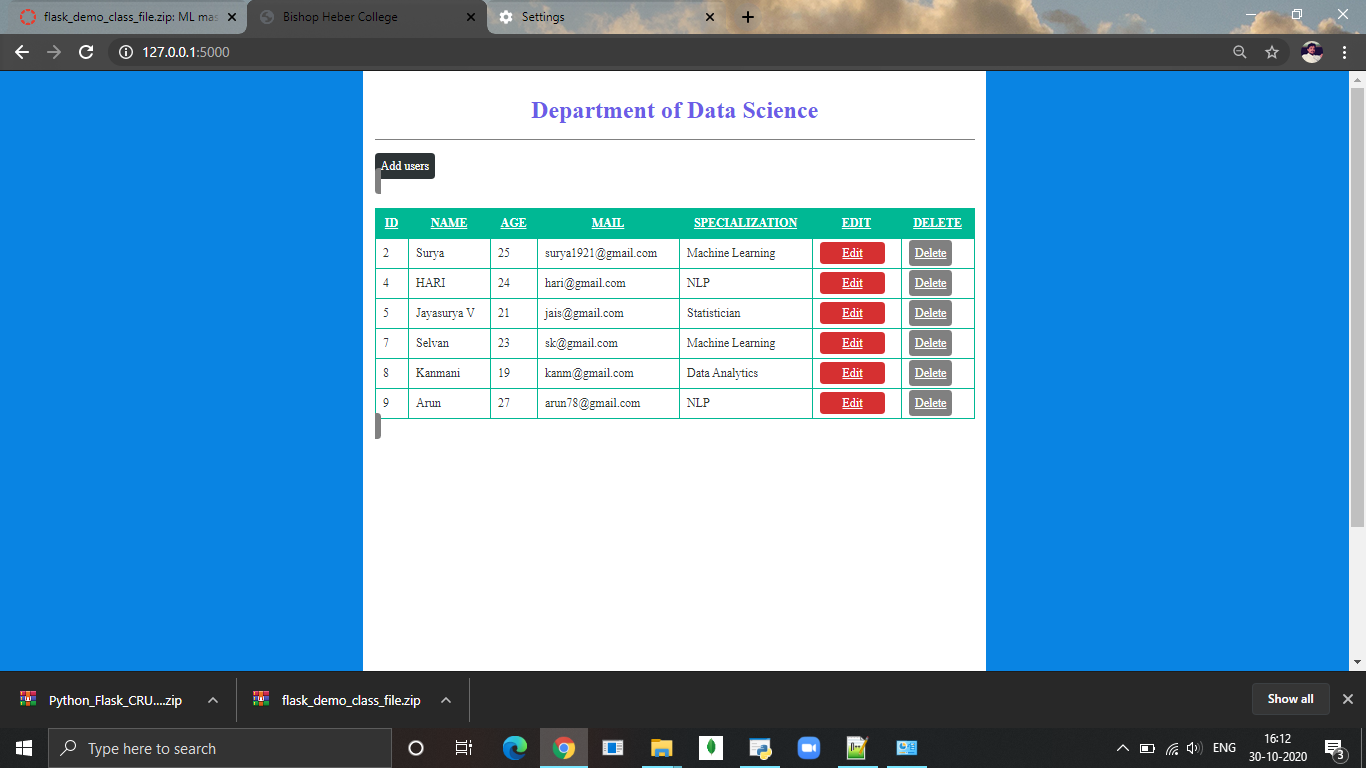 flask_demo_class_file.zip: ML mas
Bishop Heber College
Settings
127.0.0.1:5000
Department of Data Science
Add users
ID NAME AGE MAIL SPECIALIZATION EDIT DELETE
2 Surya 25 surya1921@gmail.com Machine Learning Edit Delete
4 HARI 24 hari@gmail.com NLP Edit Delete
5 Jayasurya V 21 jais@gmail.com Statistician Edit Delete
7 Selvan 23 sk@gmail.com Machine Learning Edit Delete
8 Kanmani 19 kanm@gmail.com Data Analytics Edit Delete
9 Arun 27 arun78@gmail.com NLP Edit Delete
Python_Flask_CRU....zip
flask_demo_class_file.zip
Show all
Type here to search
ENG
16:12
30-10-2020
3